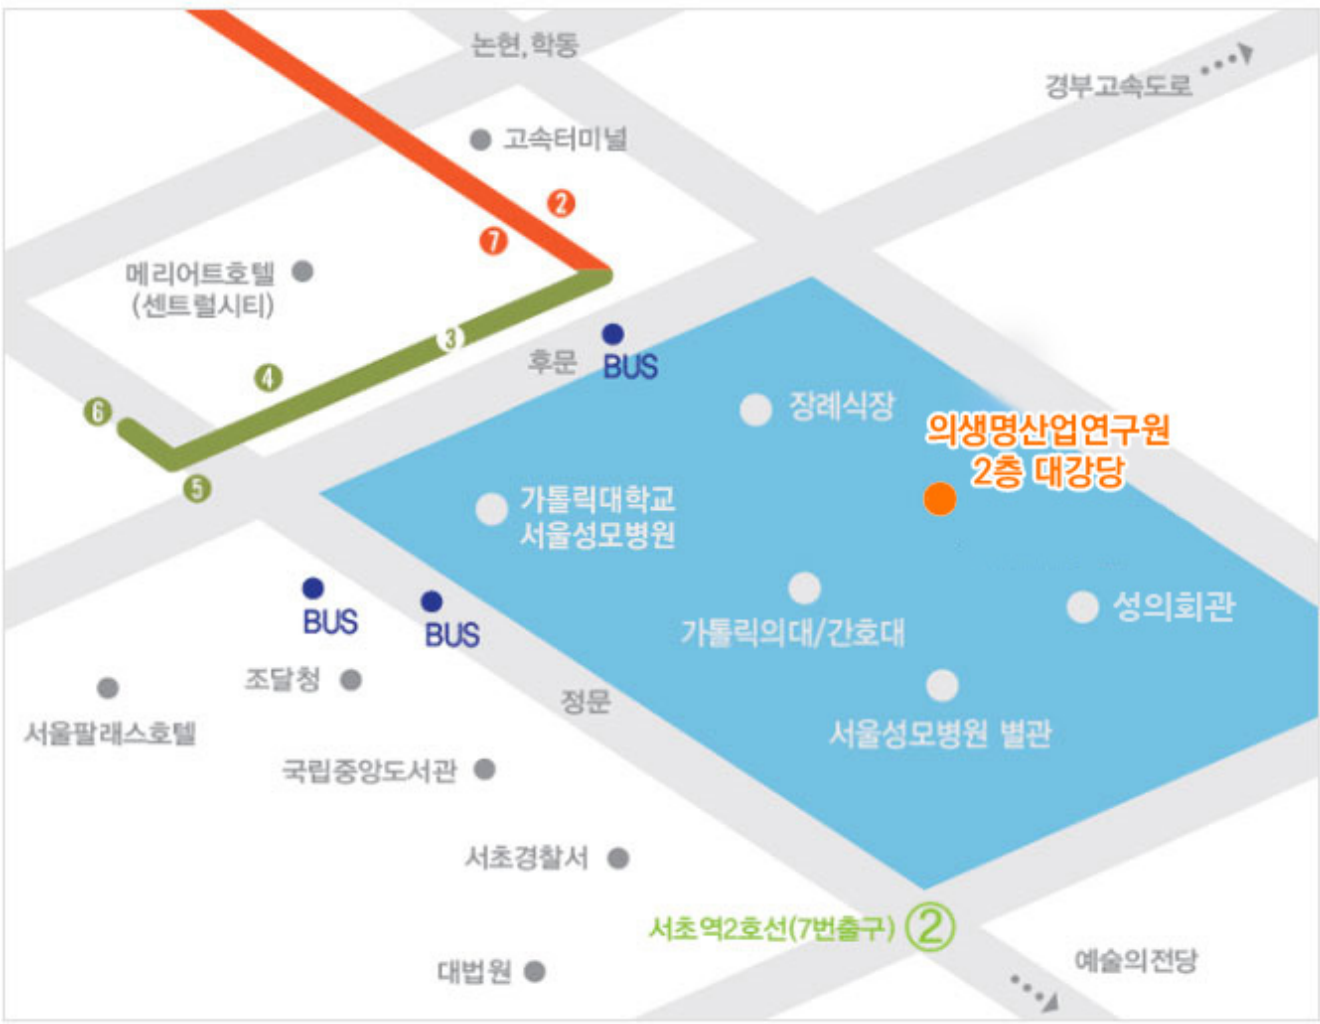 논현, 학동
경부고속도로
고속터미널
2
7
메리어트호텔
(센트럴시티)
3
후문
BUS
4
6
5
장례식장
의생명산업연구원
2층 대강당
가톨릭대학교
서울성모병원
BUS
BUS
가톨릭의대/간호대
성의회관
조달청
정문
서울팔래스호텔
서울성모병원 별관
국립중앙도서관
서초경찰서
서초역2호선(7번출구) ②
대법원
예술의전당